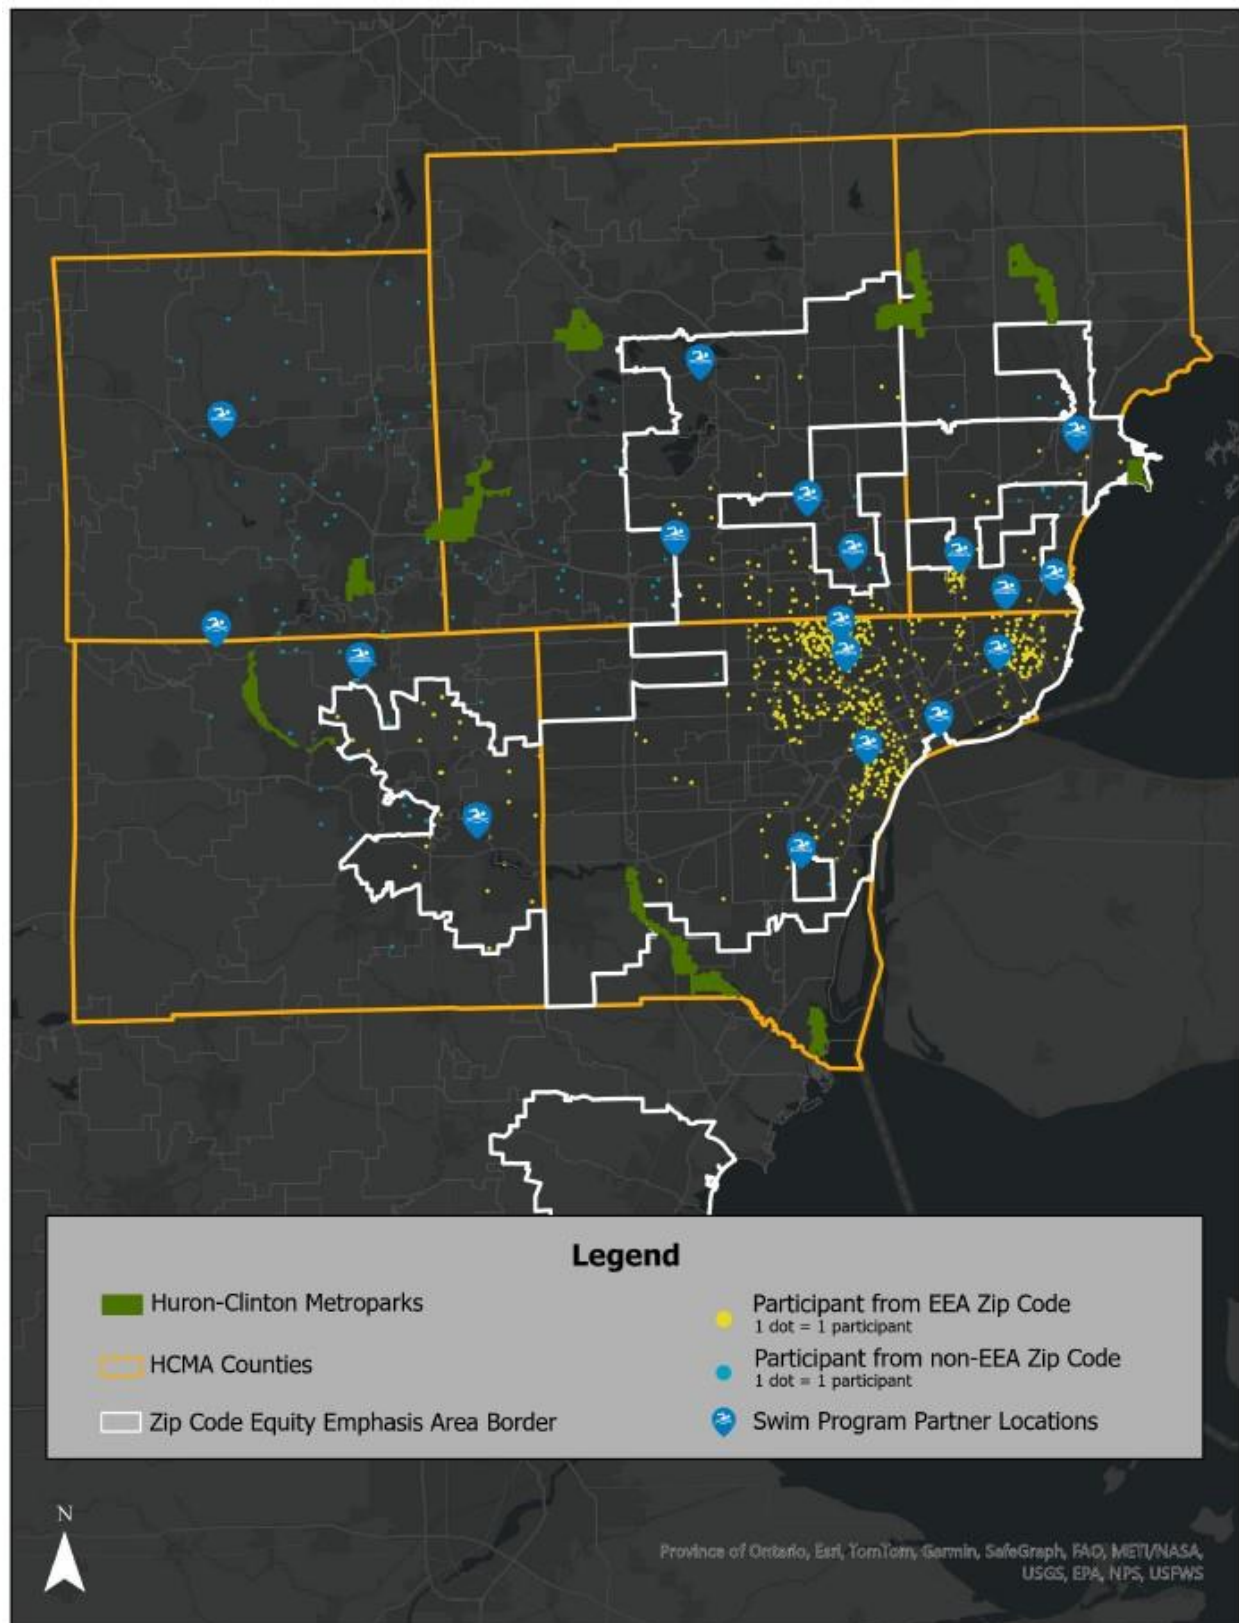 Legend
Huron-Clinton Metroparks
HCMA Counties
Zip Code Equity Emphasis Area Border
Participant from EEA Zip Code
1 dot = 1 participant
Participant from non-EEA Zip Code
1 dot = 1 participant
Swim Program Partner Locations
N
Province of Ontario, Esri, TomTom, Garmin, SafeGraph, FAO, METI/NASA,
USGS, EPA, NPS, USFWS